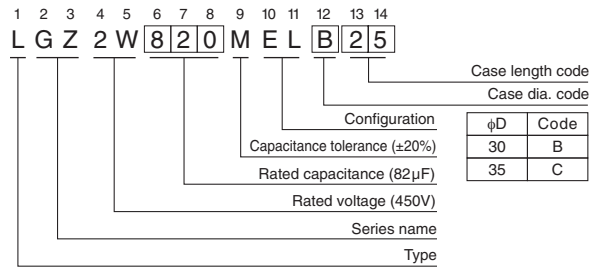 1 2 3 4 5 6 7 8 9 10 11 12 13 14
L G Z 2 W 8 2 0 M E L B 2 5
Case length code
Case dia. code
Configuration
Capacitance tolerance (±20%)
Rated capacitance (82µF)
Rated voltage (450V)
Series name
Type
ϕD Code
30 B
35 C